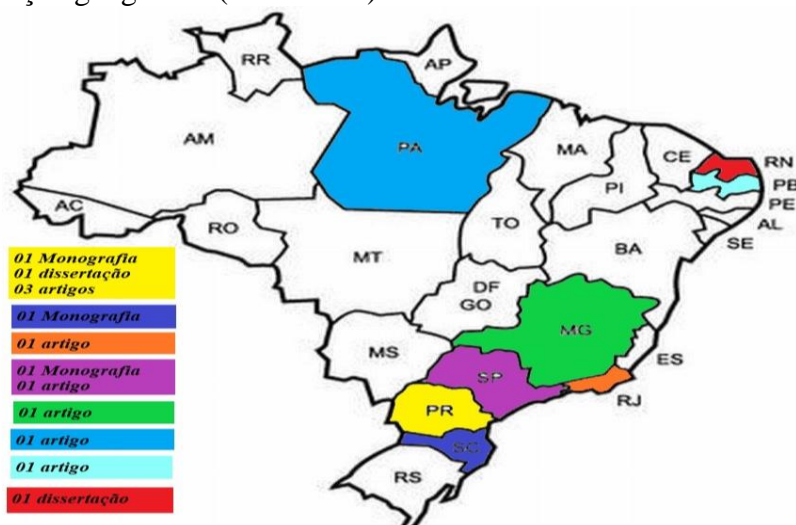 RR
AP
AM
PA
MA
CE
RN
PB
PI
PE
AC
AL
TO
RO
SE
BA
MT
01 Monografia
01 dissertação
03 artigos
DF
GO
01 Monografia
MG
01 artigo
MS
ES
01 Monografia
01 artigo
SP
RJ
01 artigo
PR
01 artigo
SC
01 artigo
RS
01 dissertação